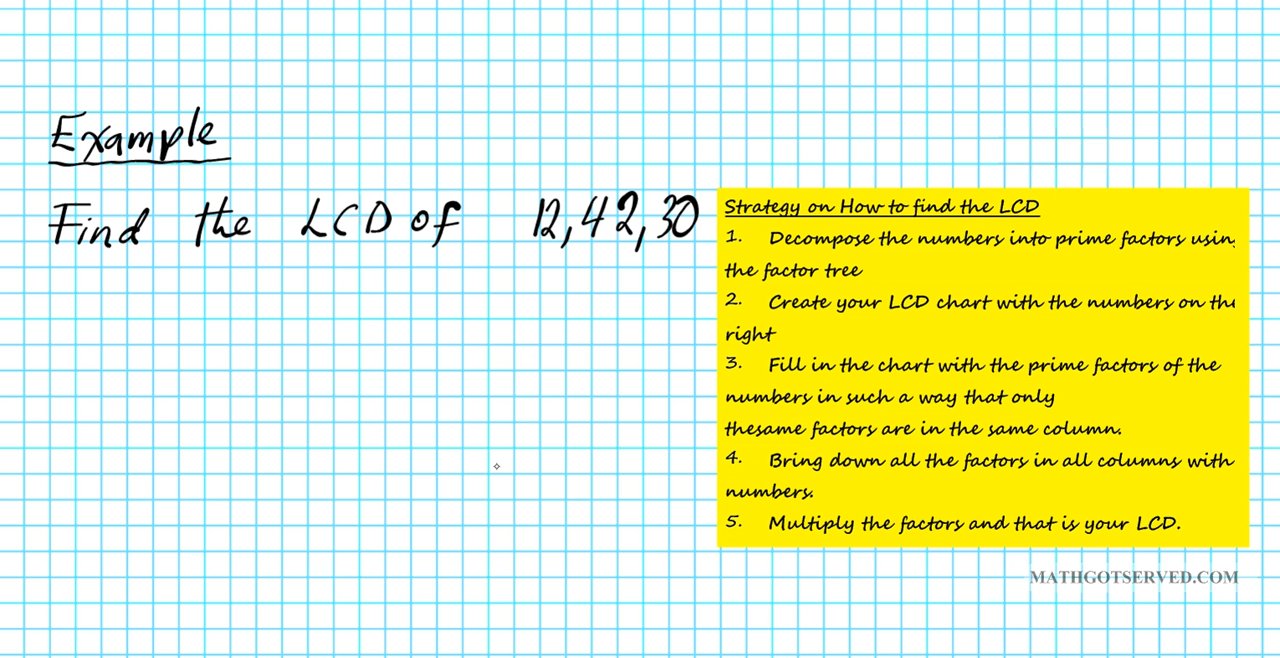 Example
Find the LCD of 12,42,30
Strategy on How to find the LCD
1. Decompose the numbers into prime factors usin
the factor tree
2. Create your LCD chart with the numbers on the
right
3. Fill in the chart with the prime factors of the
numbers in such a way that only
thesame factors are in the same column.
4. Bring down all the factors in all columns with
numbers.
5. Multiply the factors and that is your LCD.
MATHGOTSERVED.COM